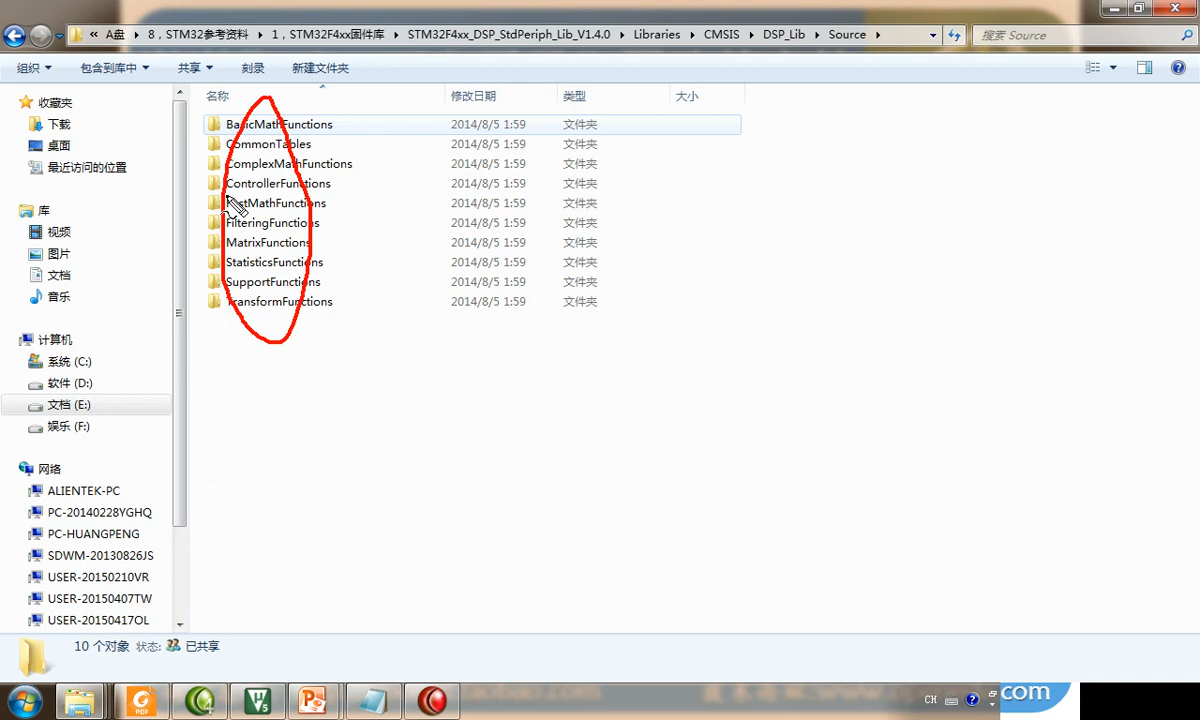 « A盘 ▸ 8，STM32参考资料 ▸ 1，STM32F4xx固件库 ▸ STM32F4xx_DSP_StdPeriph_Lib_V1.4.0 ▸ Libraries ▸ CMSIS ▸ DSP_Lib ▸ Source ▸ 搜索 Source
组织 包含到库中 共享 刻录 新建文件夹
名称 修改日期 类型 大小
收藏夹
下载
桌面
最近访问的位置
库
视频
图片
文档
音乐
计算机
系统 (C:)
软件 (D:)
文档 (E:)
娱乐 (F:)
网络
ALIENTEK-PC
PC-20140228YGHQ
PC-HUANGPENG
SDWM-20130826JS
USER-20150210VR
USER-20150407TW
USER-20150417OL
BasicMathFunctions 2014/8/5 1:59 文件夹
CommonTables 2014/8/5 1:59 文件夹
ComplexMathFunctions 2014/8/5 1:59 文件夹
ControllerFunctions 2014/8/5 1:59 文件夹
FastMathFunctions 2014/8/5 1:59 文件夹
FilteringFunctions 2014/8/5 1:59 文件夹
MatrixFunctions 2014/8/5 1:59 文件夹
StatisticsFunctions 2014/8/5 1:59 文件夹
SupportFunctions 2014/8/5 1:59 文件夹
TransformFunctions 2014/8/5 1:59 文件夹
10 个对象 状态: 已共享
CH
com